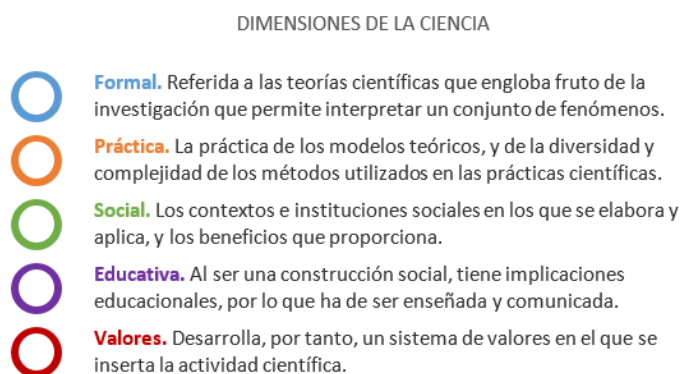 DIMENSIONES DE LA CIENCIA
Formal. Referida a las teorías científicas que engloba fruto de la
investigación que permite interpretar un conjunto de fenómenos.
Práctica. La práctica de los modelos teóricos, y de la diversidad y
complejidad de los métodos utilizados en las prácticas científicas.
Social. Los contextos e instituciones sociales en los que se elabora y
aplica, y los beneficios que proporciona.
Educativa. Al ser una construcción social, tiene implicaciones
educacionales, por lo que ha de ser enseñada y comunicada.
Valores. Desarrolla, por tanto, un sistema de valores en el que se
inserta la actividad científica.